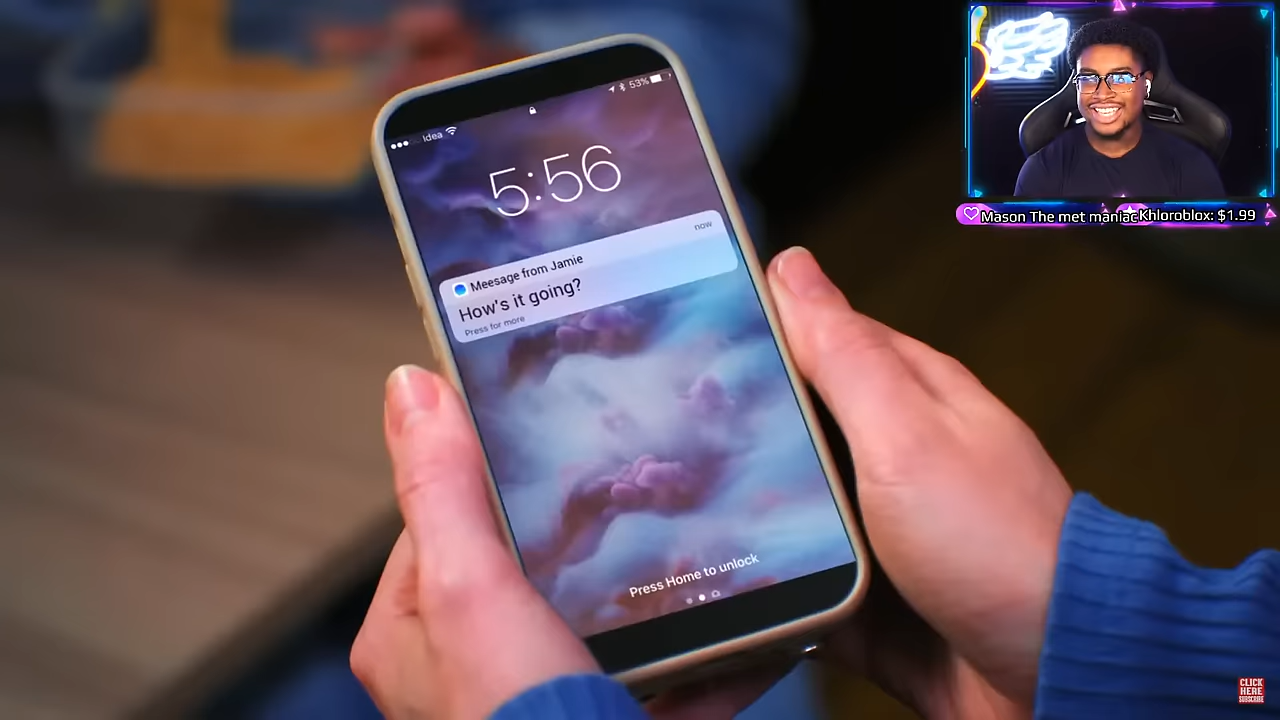 Idea
53%
5:56
Meesage from Jamie
now
How's it going?
Press for more
Press Home to unlock
Mason The met maniac
Khloroblox: $1.99
CLICK
HERE
SUBSCRIBE